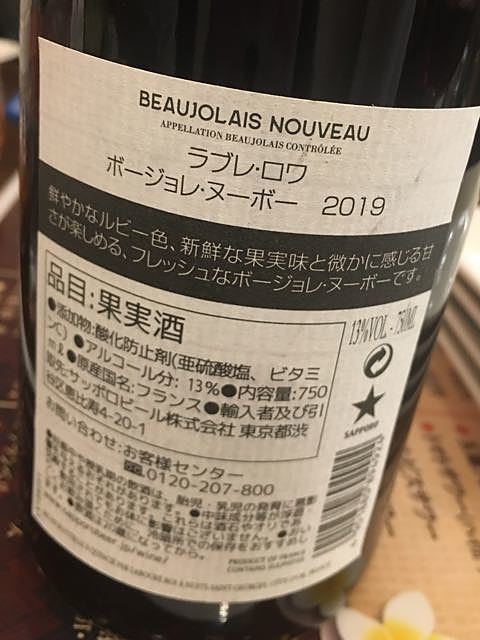 BEAUJOLAIS NOUVEAU
APPELLATION BEAUJOLAIS CONTRÔLÉE
ラブレ・ロワ
ボージョレ・ヌーボー 2019
鮮やかなルビー色、新鮮な果実味と微かに感じる甘
さが楽しめる、フレッシュなボージョレ・ヌーボーです。
品目:果実酒
●添加物:酸化防止剤(亜硫酸塩、ビタミ
ンC) ●アルコール分: 13%●内容量:750
ml●原産国名:フランス●輸入者及び引
取先:サッポロビール株式会社 東京都渋
谷区恵比寿4-20-1
お問い合わせ:お客様センター
0120-207-800
13%VOL - 750ML
SAPPORO
胎児・乳児の発育に
PRODUCT OF FRANCE
CONTAINS SULFITES